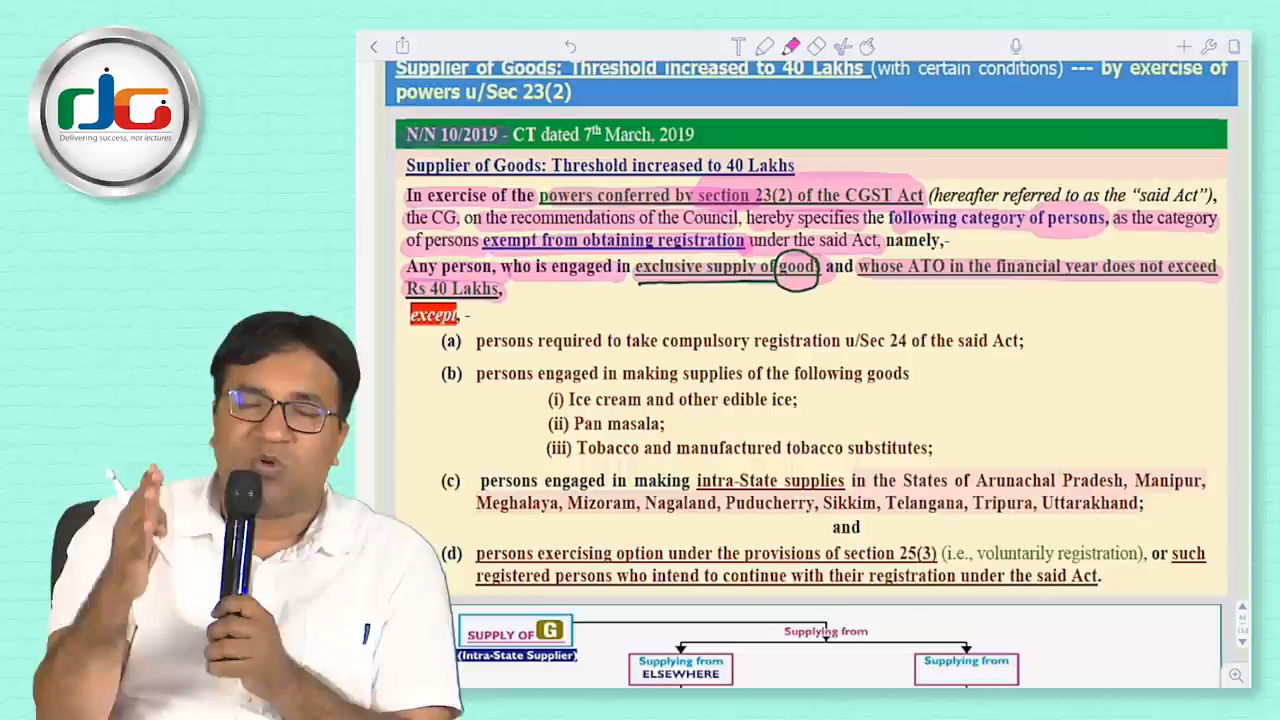 rJG
Delivering success, not lectures
Supplier of Goods: Threshold increased to 40 Lakhs (with certain conditions) --- by exercise of
powers u/Sec 23(2)
N/N 10/2019 - CT dated 7th March, 2019
Supplier of Goods: Threshold increased to 40 Lakhs
In exercise of the powers conferred by section 23(2) of the CGST Act (hereafter referred to as the “said Act”),
the CG, on the recommendations of the Council, hereby specifies the following category of persons, as the category
of persons exempt from obtaining registration under the said Act, namely,-
Any person, who is engaged in exclusive supply of goods and whose ATO in the financial year does not exceed
Rs 40 Lakhs,
except, -
(a) persons required to take compulsory registration u/Sec 24 of the said Act;
(b) persons engaged in making supplies of the following goods
(i) Ice cream and other edible ice;
(ii) Pan masala;
(iii) Tobacco and manufactured tobacco substitutes;
(c) persons engaged in making intra-State supplies in the States of Arunachal Pradesh, Manipur,
Meghalaya, Mizoram, Nagaland, Puducherry, Sikkim, Telangana, Tripura, Uttarakhand;
and
(d) persons exercising option under the provisions of section 25(3) (i.e., voluntarily registration), or such
registered persons who intend to continue with their registration under the said Act.
SUPPLY OF G
(Intra-State Supplier)
Supplying from
Supplying from
ELSEWHERE
Supplying from